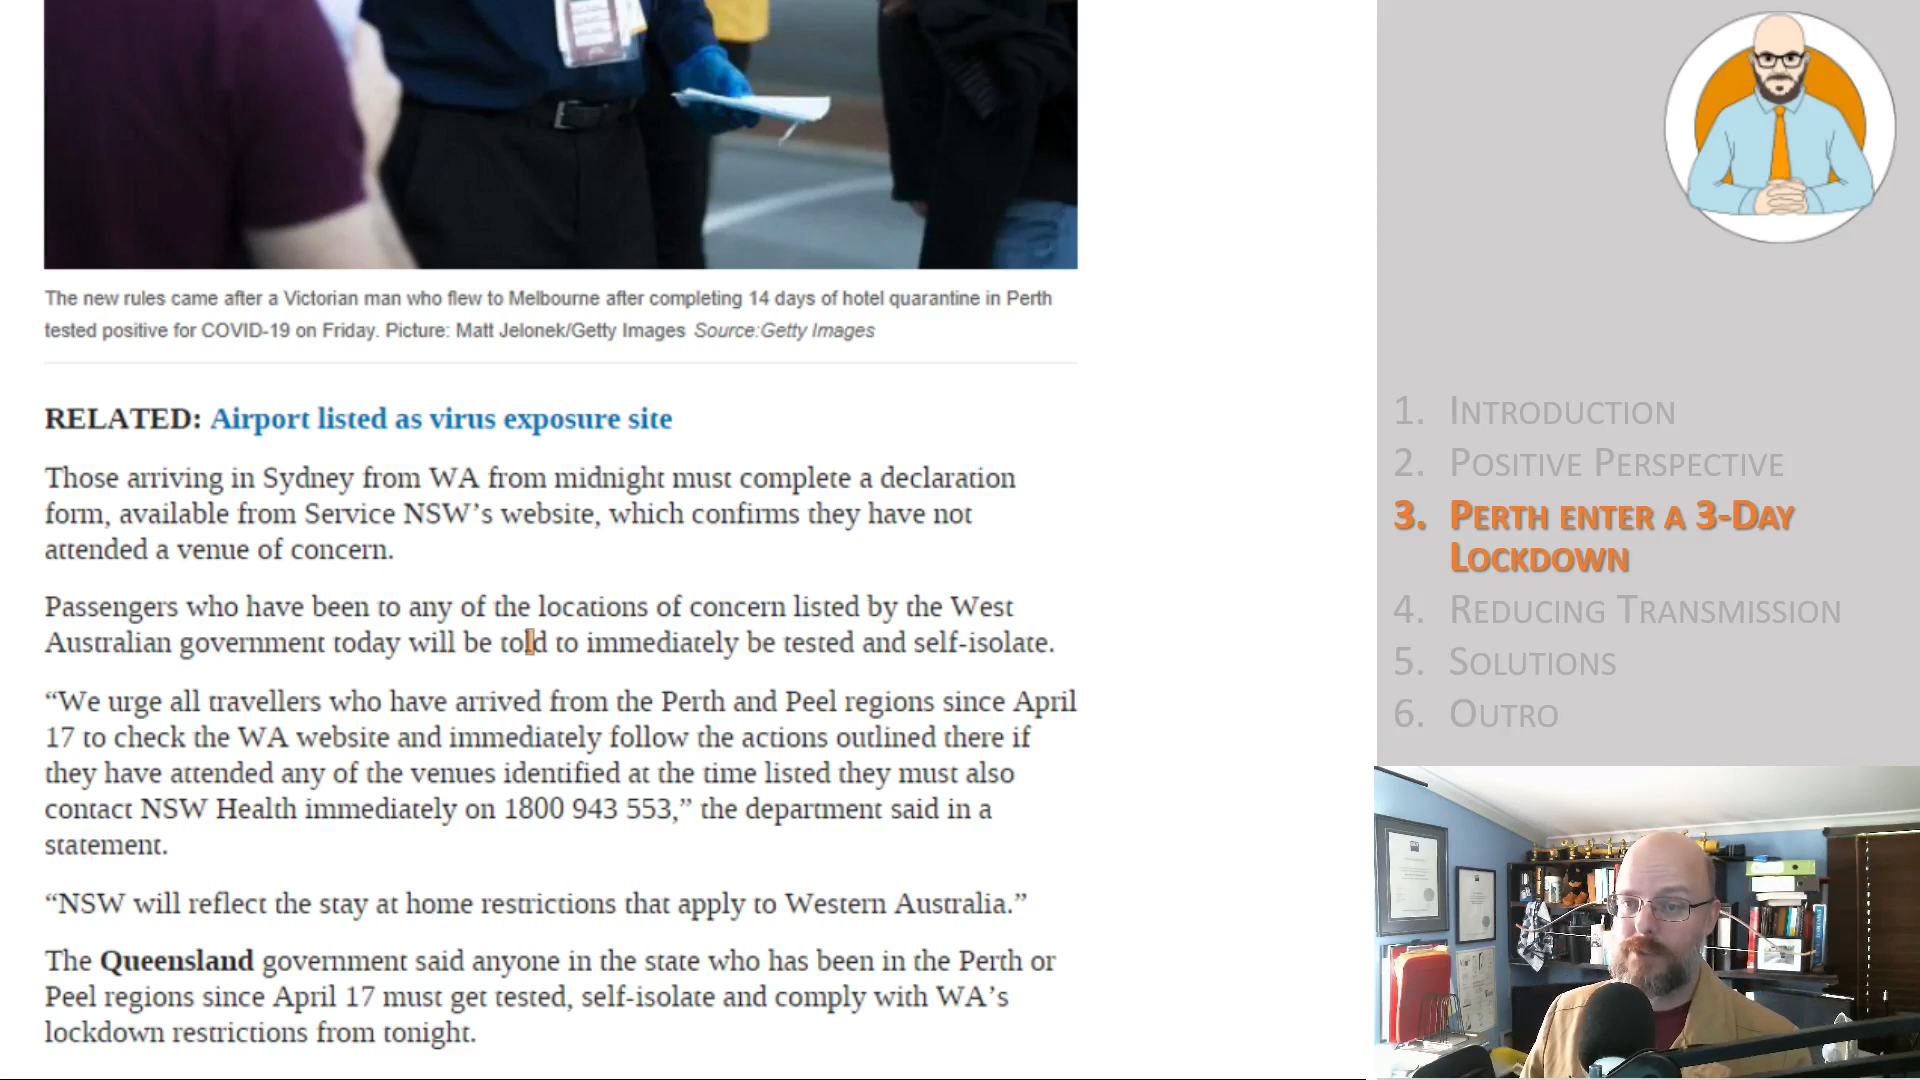 The new rules came after a Victorian man who flew to Melbourne after completing 14 days of hotel quarantine in Perth
tested positive for COVID-19 on Friday. Picture: Matt Jelonek/Getty Images Source:Getty Images
RELATED: Airport listed as virus exposure site
Those arriving in Sydney from WA from midnight must complete a declaration
form, available from Service NSW’s website, which confirms they have not
attended a venue of concern.
Passengers who have been to any of the locations of concern listed by the West
Australian government today will be told to immediately be tested and self-isolate.
“We urge all travellers who have arrived from the Perth and Peel regions since April
17 to check the WA website and immediately follow the actions outlined there if
they have attended any of the venues identified at the time listed they must also
contact NSW Health immediately on 1800 943 553,” the department said in a
statement.
“NSW will reflect the stay at home restrictions that apply to Western Australia.”
The Queensland government said anyone in the state who has been in the Perth or
Peel regions since April 17 must get tested, self-isolate and comply with WA’s
lockdown restrictions from tonight.
1. Introduction
2. Positive Perspective
3. Perth enter a 3-Day
Lockdown
4. Reducing Transmission
5. Solutions
6. Outro